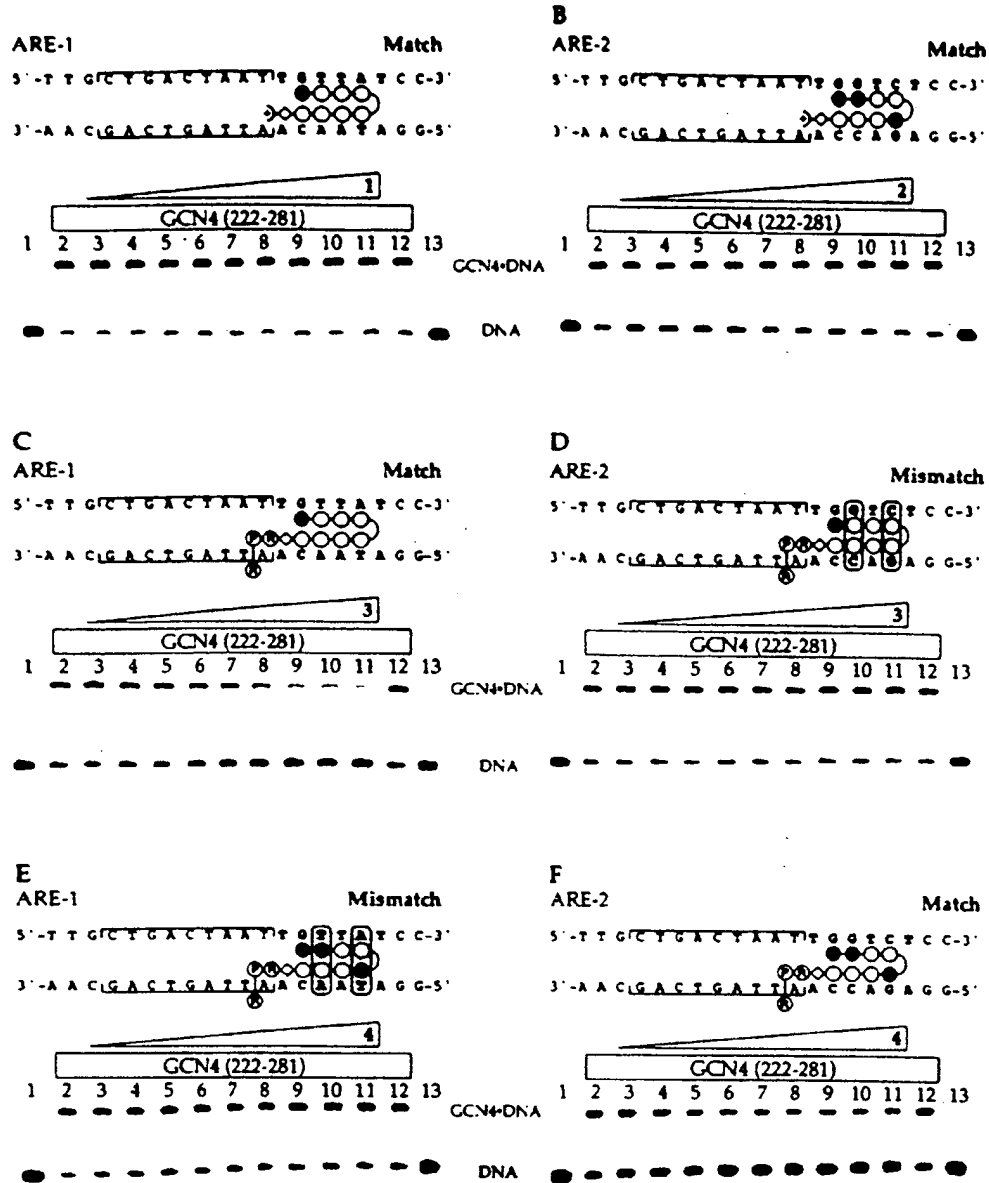 B
ARE-1 Match
ARE-2 Match
5'-T T G C T G A C T A A T T G T T A T C C-3'
3'-A A C G A C T G A T T A A C A A T A G G-5'
5'-T T G C T G A C T A A T T G G T C T C C-3'
3'-A A C G A C T G A T T A A C C A G A G G-5'
1
GCN4 (222-281)
1 2 3 4 5 6 7 8 9 10 11 12 13
2
GCN4 (222-281)
1 2 3 4 5 6 7 8 9 10 11 12 13
GCN4•DNA
DNA
C
ARE-1 Match
D
ARE-2 Mismatch
5'-T T G C T G A C T A A T T G T T A T C C-3'
P R
3'-A A C G A C T G A T T A A C A A T A G G-5'
R
5'-T T G C T G A C T A A T T G G T C T C C-3'
P R
3'-A A C G A C T G A T T A A C C A G A G G-5'
R
3
GCN4 (222-281)
1 2 3 4 5 6 7 8 9 10 11 12 13
3
GCN4 (222-281)
1 2 3 4 5 6 7 8 9 10 11 12 13
GCN4•DNA
DNA
E
ARE-1 Mismatch
F
ARE-2 Match
5'-T T G C T G A C T A A T T G T T A T C C-3'
P R
3'-A A C G A C T G A T T A A C A A T A G G-5'
R
5'-T T G C T G A C T A A T T G G T C T C C-3'
P R
3'-A A C G A C T G A T T A A C C A G A G G-5'
R
4
GCN4 (222-281)
1 2 3 4 5 6 7 8 9 10 11 12 13
4
GCN4 (222-281)
1 2 3 4 5 6 7 8 9 10 11 12 13
GCN4•DNA
DNA